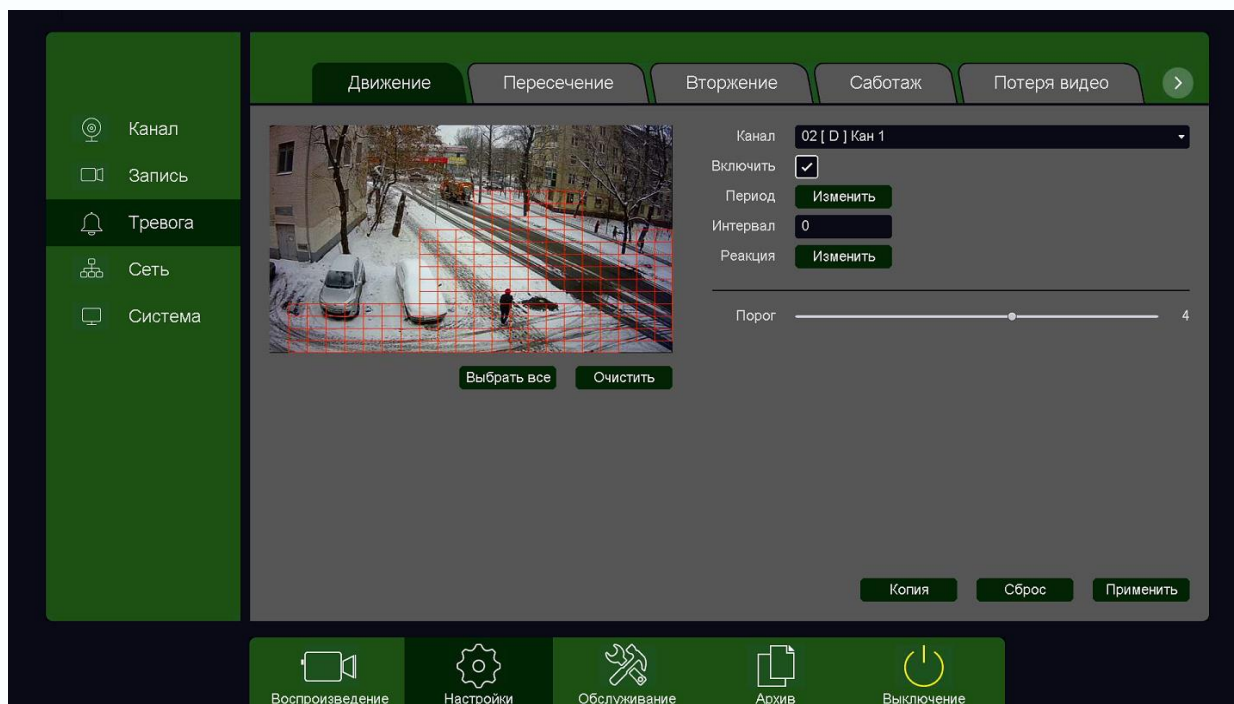 Движение
Пересечение
Вторжение
Саботаж
Потеря видео
Канал
Запись
Тревога
Сеть
Система
Канал 02 [ D ] Кан 1
Включить
Период Изменить
Интервал 0
Реакция Изменить
Порог 4
Выбрать все Очистить
Копия Сброс Применить
Воспроизведение Настройки Обслуживание Архив Выключение